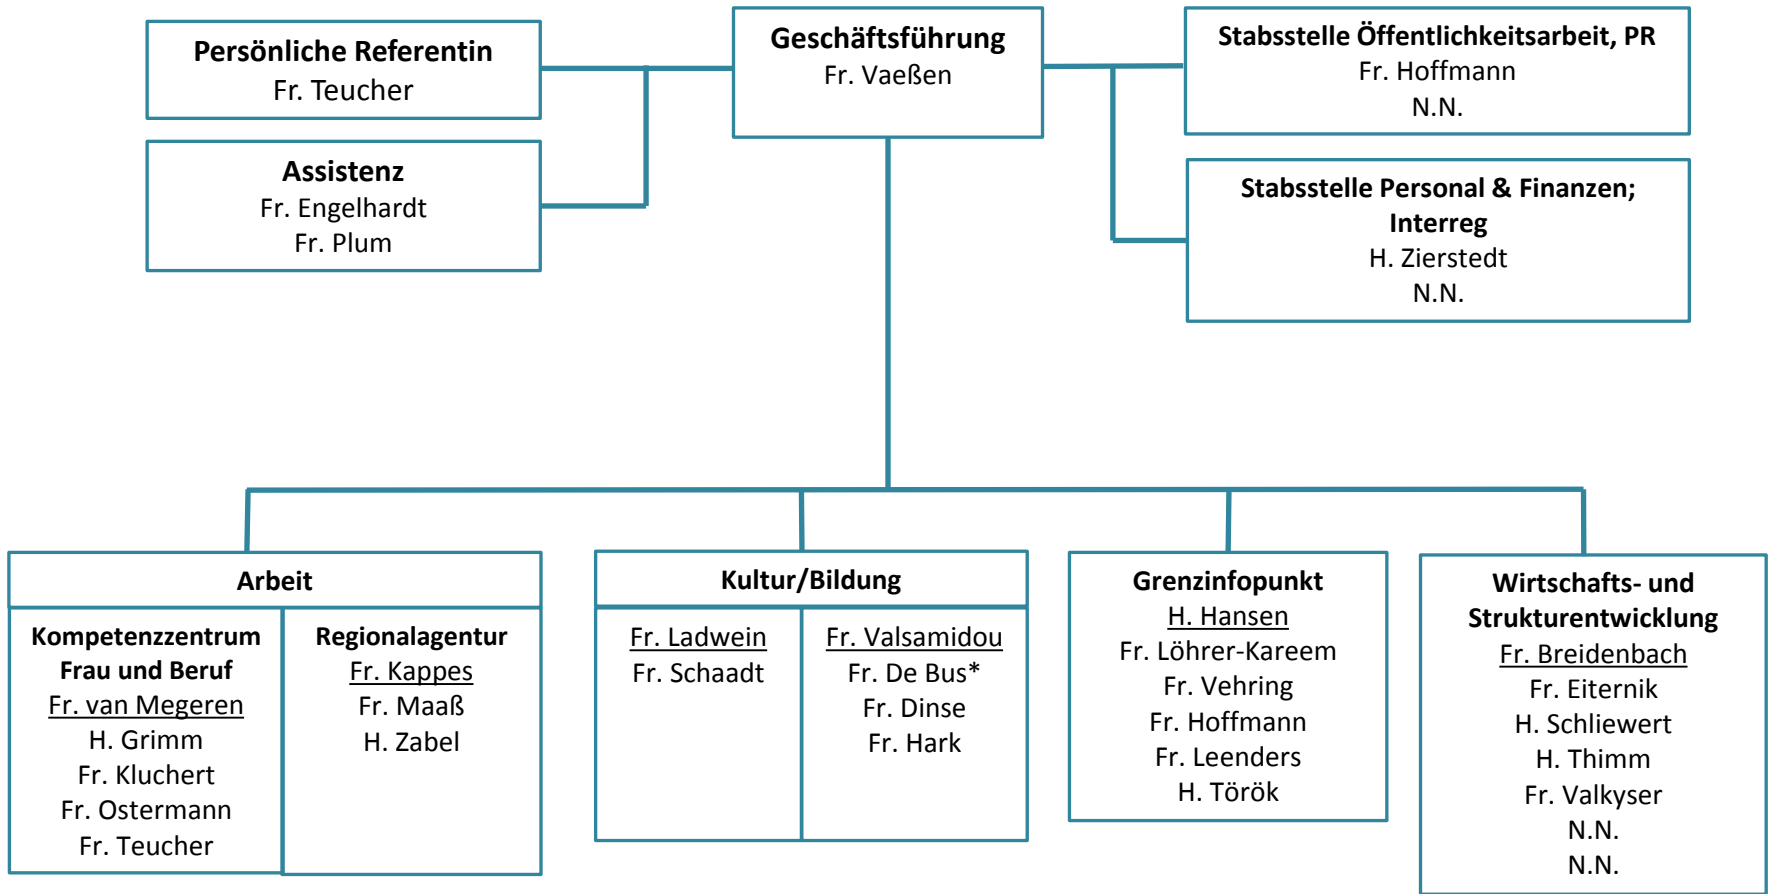 Persönliche Referentin
Fr. Teucher
Geschäftsführung
Fr. Vaeßen
Stabsstelle Öffentlichkeitsarbeit, PR
Fr. Hoffmann
N.N.
Assistenz
Fr. Engelhardt
Fr. Plum
Stabsstelle Personal & Finanzen;
Interreg
H. Zierstedt
N.N.
Arbeit
Kompetenzzentrum
Frau und Beruf
Fr. van Megeren
H. Grimm
Fr. Kluchert
Fr. Ostermann
Fr. Teucher
Regionalagentur
Fr. Kappes
Fr. Maaß
H. Zabel
Kultur/Bildung
Fr. Ladwein
Fr. Schaadt
Fr. Valsamidou
Fr. De Bus*
Fr. Dinse
Fr. Hark
Grenzinfopunkt
H. Hansen
Fr. Löhrer-Kareem
Fr. Vehring
Fr. Hoffmann
Fr. Leenders
H. Török
Wirtschafts- und
Strukturentwicklung
Fr. Breidenbach
Fr. Eiternik
H. Schliewert
H. Thimm
Fr. Valkyser
N.N.
N.N.